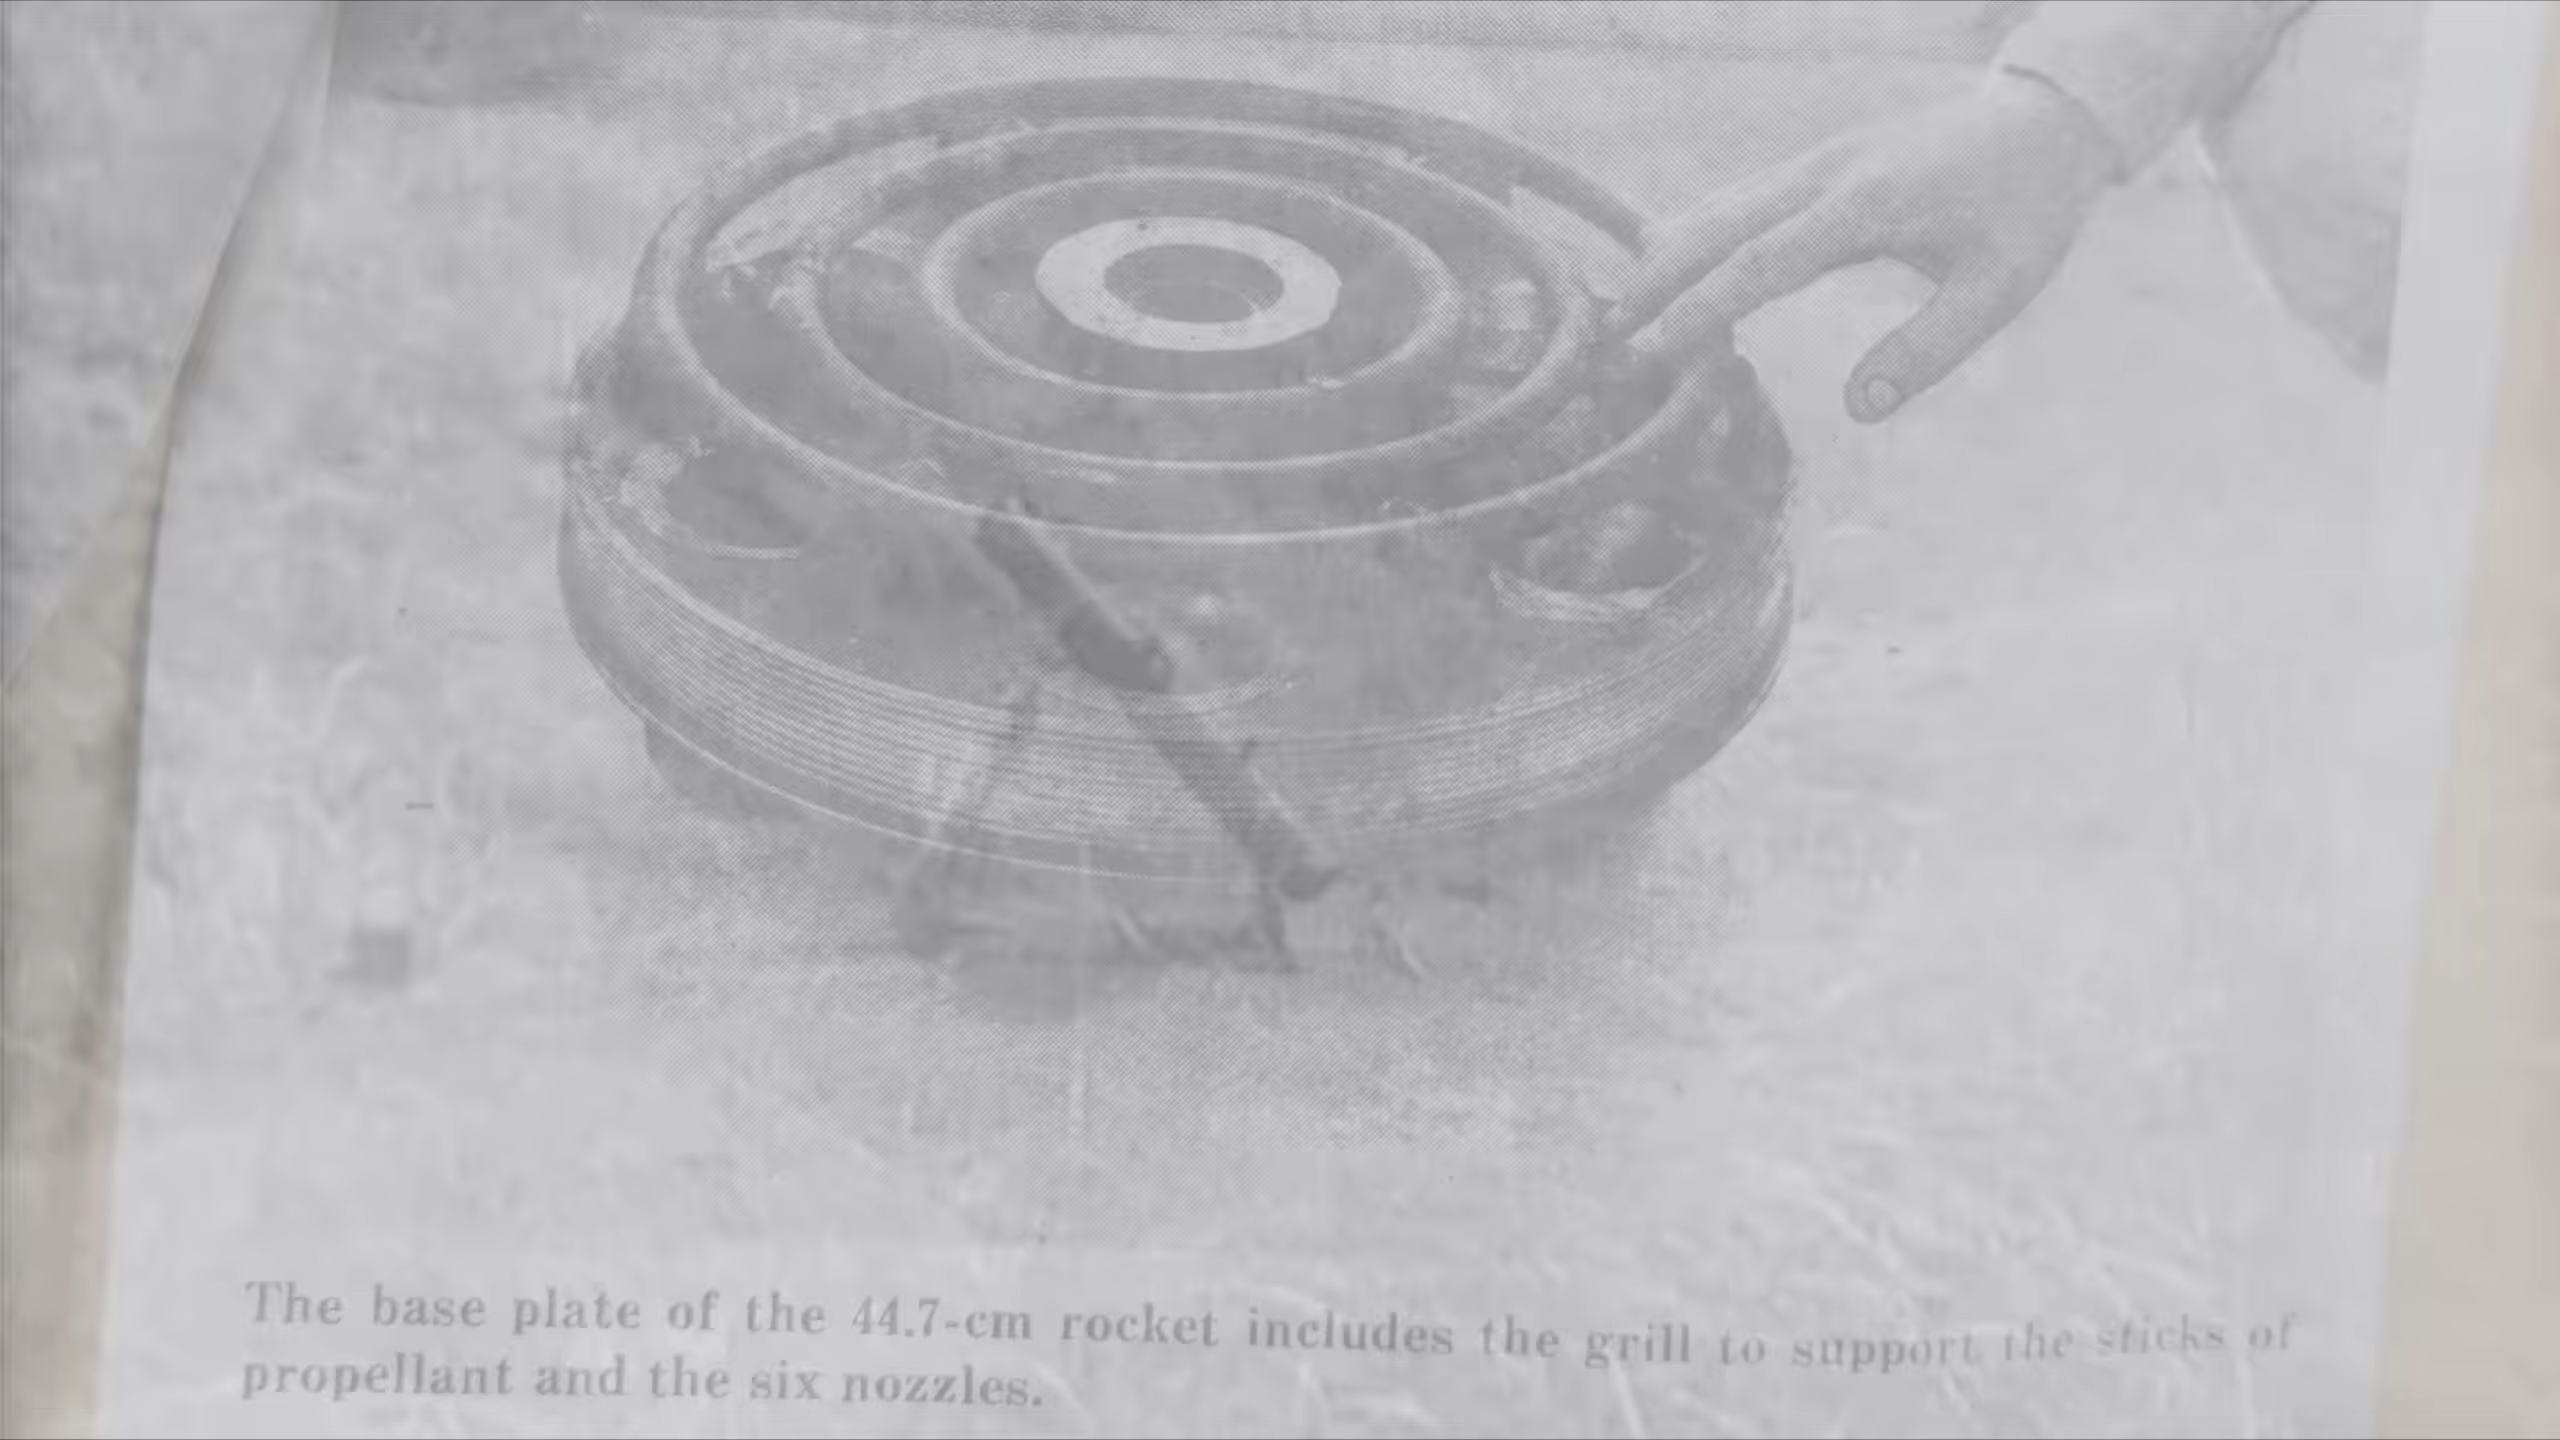 The base plate of the 44.7-cm rocket includes the grill to support the sticks of
propellant and the six nozzles.